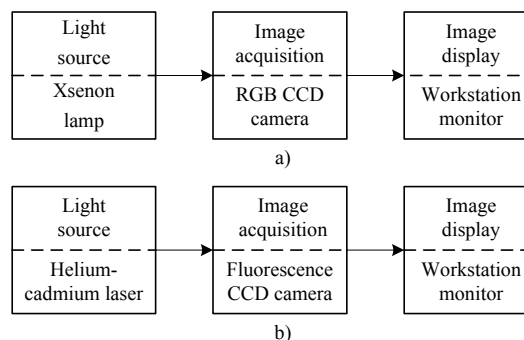 Light
source
Xsenon
lamp
Image
acquisition
RGB CCD
camera
Image
display
Workstation
monitor
a)
Light
source
Helium-
cadmium laser
Image
acquisition
Fluorescence
CCD camera
Image
display
Workstation
monitor
b)